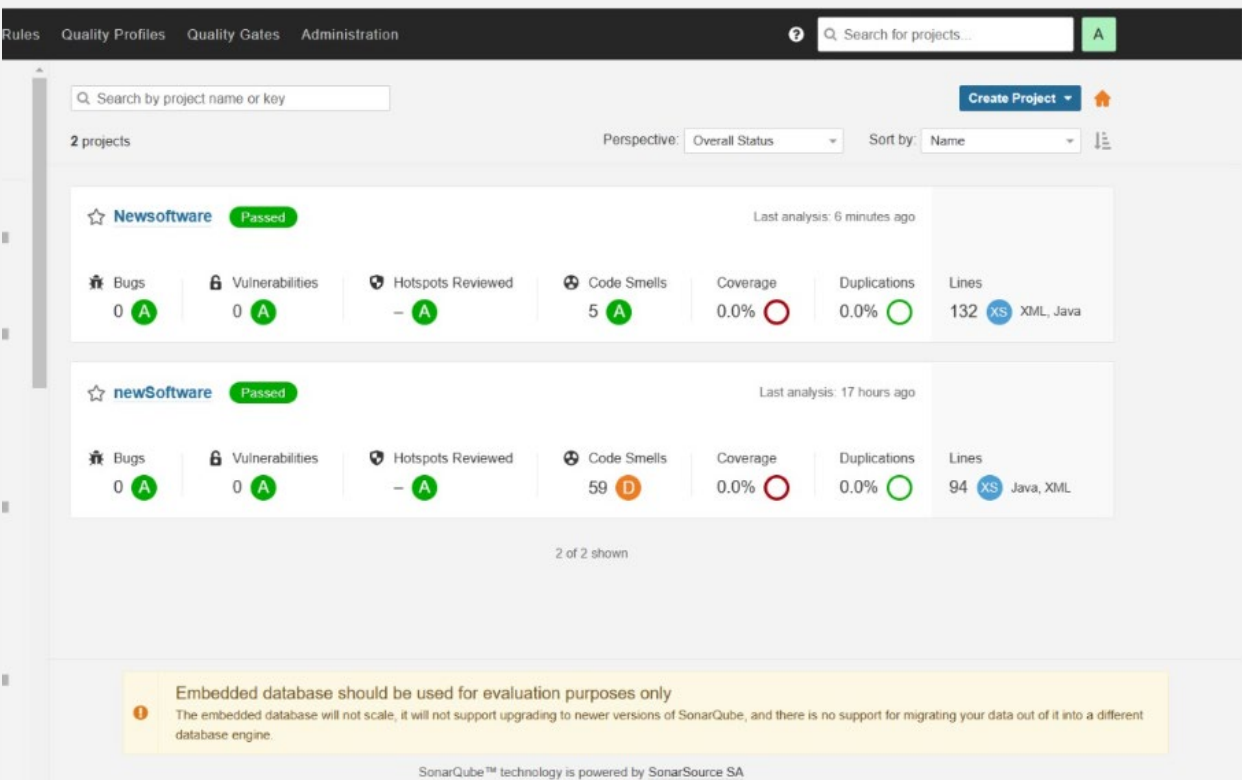 Rules Quality Profiles Quality Gates Administration Search for projects... A
Search by project name or key Create Project
2 projects Perspective: Overall Status Sort by: Name
Newsoftware Passed Last analysis: 6 minutes ago
Bugs Vulnerabilities Hotspots Reviewed Code Smells Coverage Duplications Lines
0 A 0 A – A 5 A 0.0% 0.0% 132 XS XML, Java
newSoftware Passed Last analysis: 17 hours ago
Bugs Vulnerabilities Hotspots Reviewed Code Smells Coverage Duplications Lines
0 A 0 A – A 59 D 0.0% 0.0% 94 XS Java, XML
2 of 2 shown
Embedded database should be used for evaluation purposes only
The embedded database will not scale, it will not support upgrading to newer versions of SonarQube, and there is no support for migrating your data out of it into a different
database engine.
SonarQube™ technology is powered by SonarSource SA